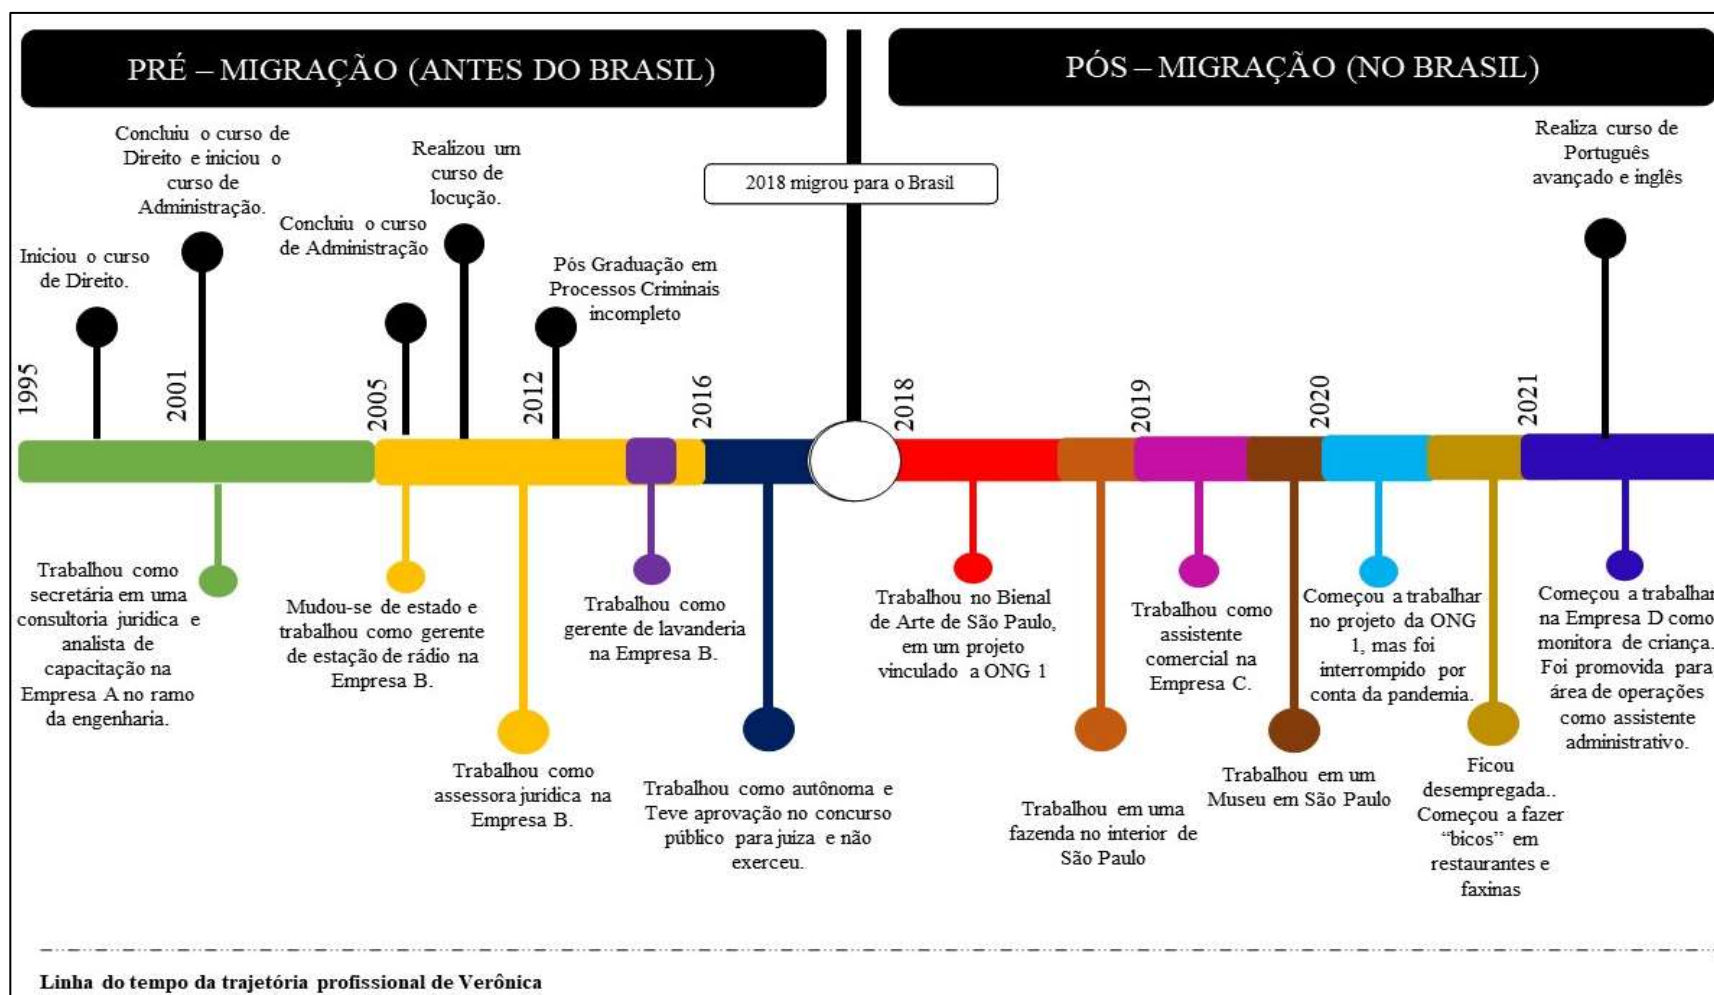 PRÉ – MIGRAÇÃO (ANTES DO BRASIL)
PÓS – MIGRAÇÃO (NO BRASIL)
2018 migrou para o Brasil
Iniciou o curso
de Direito.
Concluiu o curso de
Direito e iniciou o
curso de
Administração.
Concluiu o curso
de Administração
Realizou um
curso de
locução.
Pós Graduação em
Processos Criminais
incompleto
Realiza curso de
Português
avançado e inglês
1995
2001
2005
2012
2016
2018
2019
2020
2021
Trabalhou como
secretária em uma
consultoria juridica e
analista de
capacitação na
Empresa A no ramo
da engenharia.
Mudou-se de estado e
trabalhou como gerente
de estação de rádio na
Empresa B.
Trabalhou como
assessora juridica na
Empresa B.
Trabalhou como
gerente de lavanderia
na Empresa B.
Trabalhou como autônoma e
Teve aprovação no concurso
público para juiza e não
exerceu.
Trabalhou no Bienal
de Arte de São Paulo,
em um projeto
vinculado a ONG 1
Trabalhou em uma
fazenda no interior de
São Paulo
Trabalhou como
assistente
comercial na
Empresa C.
Trabalhou em um
Museu em São Paulo
Começou a trabalhar
no projeto da ONG
1, mas foi
interrompido por
conta da pandemia.
Ficou
desempregada..
Começou a fazer
“bicos” em
restaurantes e
faxinas
Começou a trabalhar
na Empresa D como
monitora de criança.
Foi promovida para
área de operações
como assistente
administrativo.
Linha do tempo da trajetória profissional de Verônica